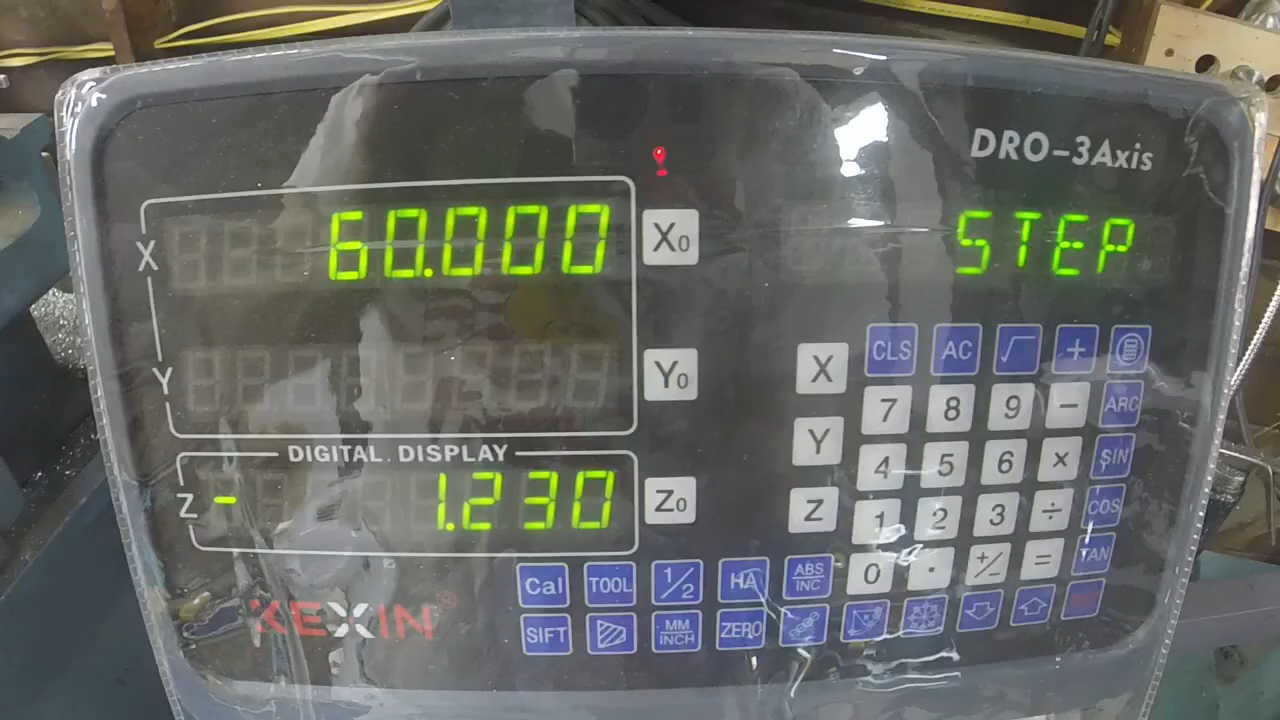 DRO-3Axis
X 60.000 X0 STEP
Y Y0
DIGITAL DISPLAY
Z - 1.230 Z0
X CLS AC √ +
7 8 9 - ARC
Y 4 5 6 × SIN
Z 1 2 3 ÷ COS
0 . +/- = TAN
Cal TOOL 1/2 HA ABS/INC
SIFT MM/INCH ZERO
KEXIN®